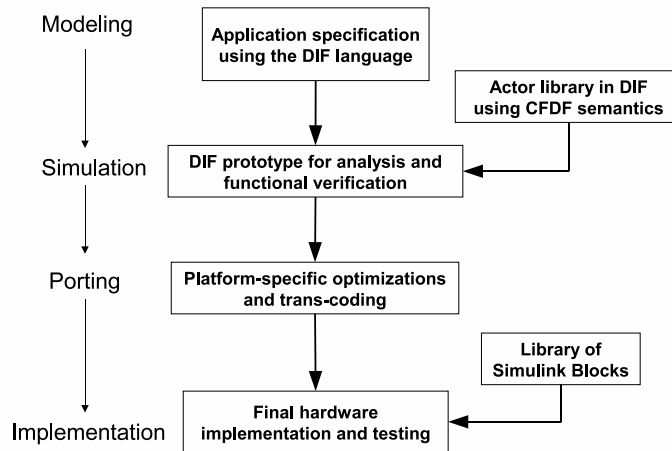 Modeling
Application specification
using the DIF language
Actor library in DIF
using CFDF semantics
Simulation
DIF prototype for analysis and
functional verification
Porting
Platform-specific optimizations
and trans-coding
Library of
Simulink Blocks
Implementation
Final hardware
implementation and testing